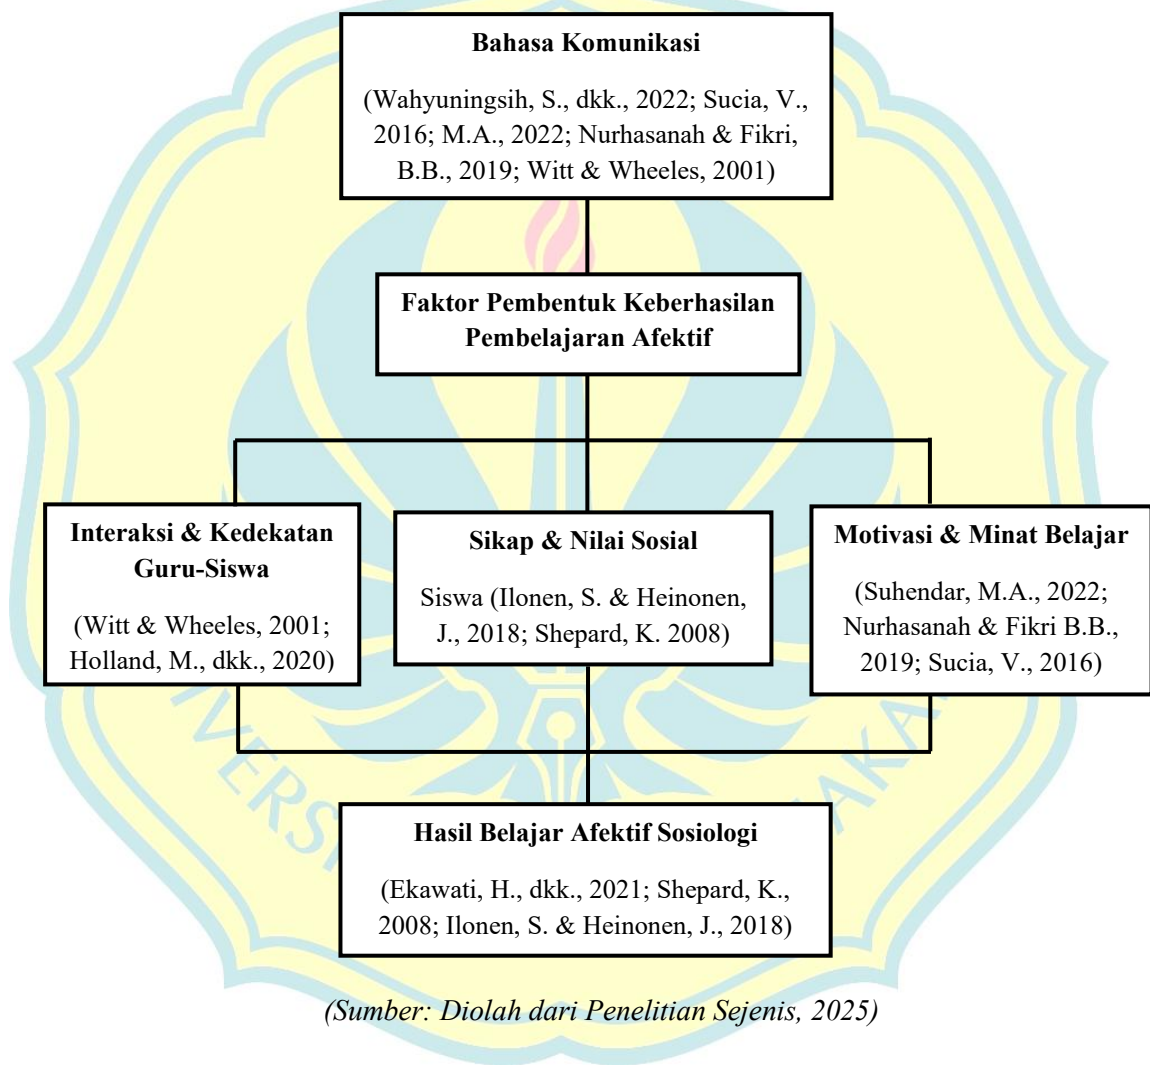 Bahasa Komunikasi
(Wahyuningsih, S., dkk., 2022; Sucia, V.,
2016; M.A., 2022; Nurhasanah & Fikri,
B.B., 2019; Witt & Wheeles, 2001)
Faktor Pembentuk Keberhasilan
Pembelajaran Afektif
Interaksi & Kedekatan
Guru-Siswa
(Witt & Wheeles, 2001;
Holland, M., dkk., 2020)
Sikap & Nilai Sosial
Siswa (Ilonen, S. & Heinonen,
J., 2018; Shepard, K. 2008)
Motivasi & Minat Belajar
(Suhendar, M.A., 2022;
Nurhasanah & Fikri B.B.,
2019; Sucia, V., 2016)
Hasil Belajar Afektif Sosiologi
(Ekawati, H., dkk., 2021; Shepard, K.,
2008; Ilonen, S. & Heinonen, J., 2018)
(Sumber: Diolah dari Penelitian Sejenis, 2025)